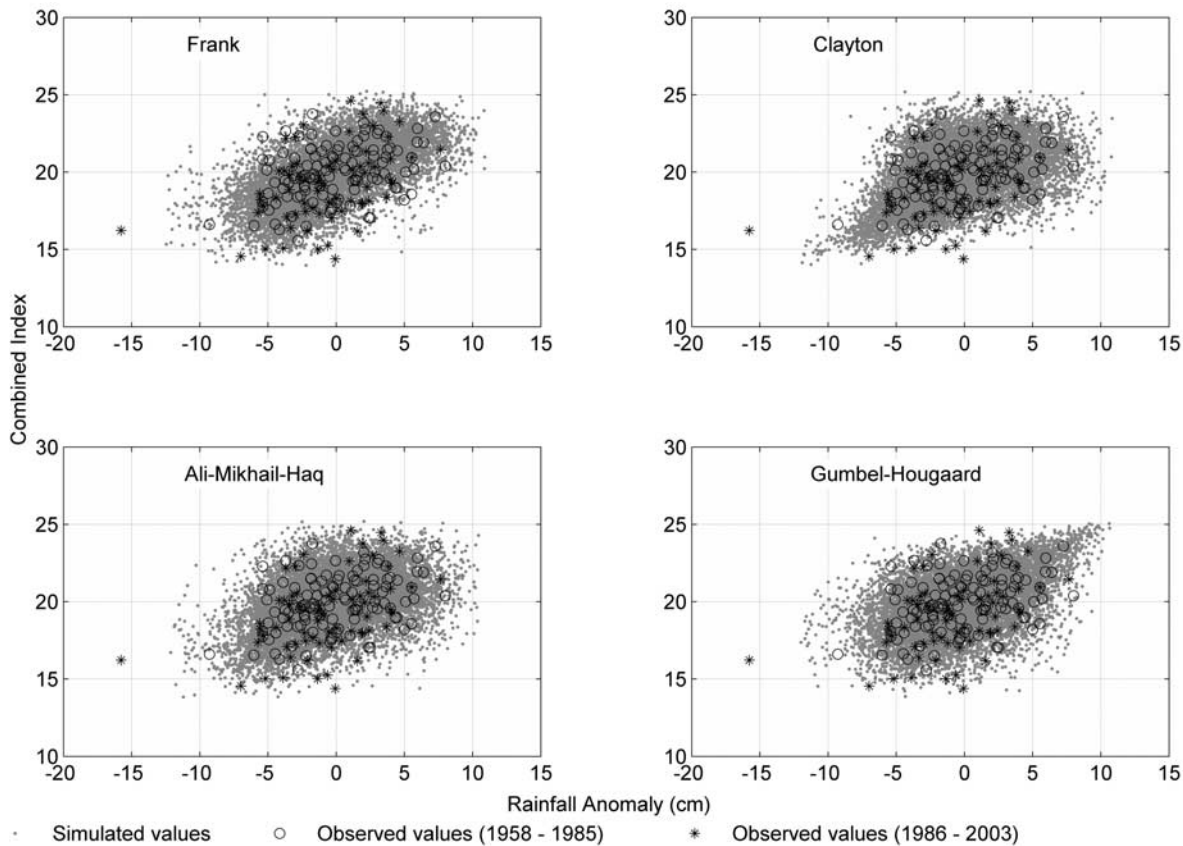 Frank
Clayton
30
25
20
15
10
-20 -15 -10 -5 0 5 10 15
30
25
20
15
10
-20 -15 -10 -5 0 5 10 15
Combined Index
Ali-Mikhail-Haq
Gumbel-Hougaard
30
25
20
15
10
-20 -15 -10 -5 0 5 10 15
30
25
20
15
10
-20 -15 -10 -5 0 5 10 15
Rainfall Anomaly (cm)
Simulated values
Observed values (1958 - 1985)
Observed values (1986 - 2003)